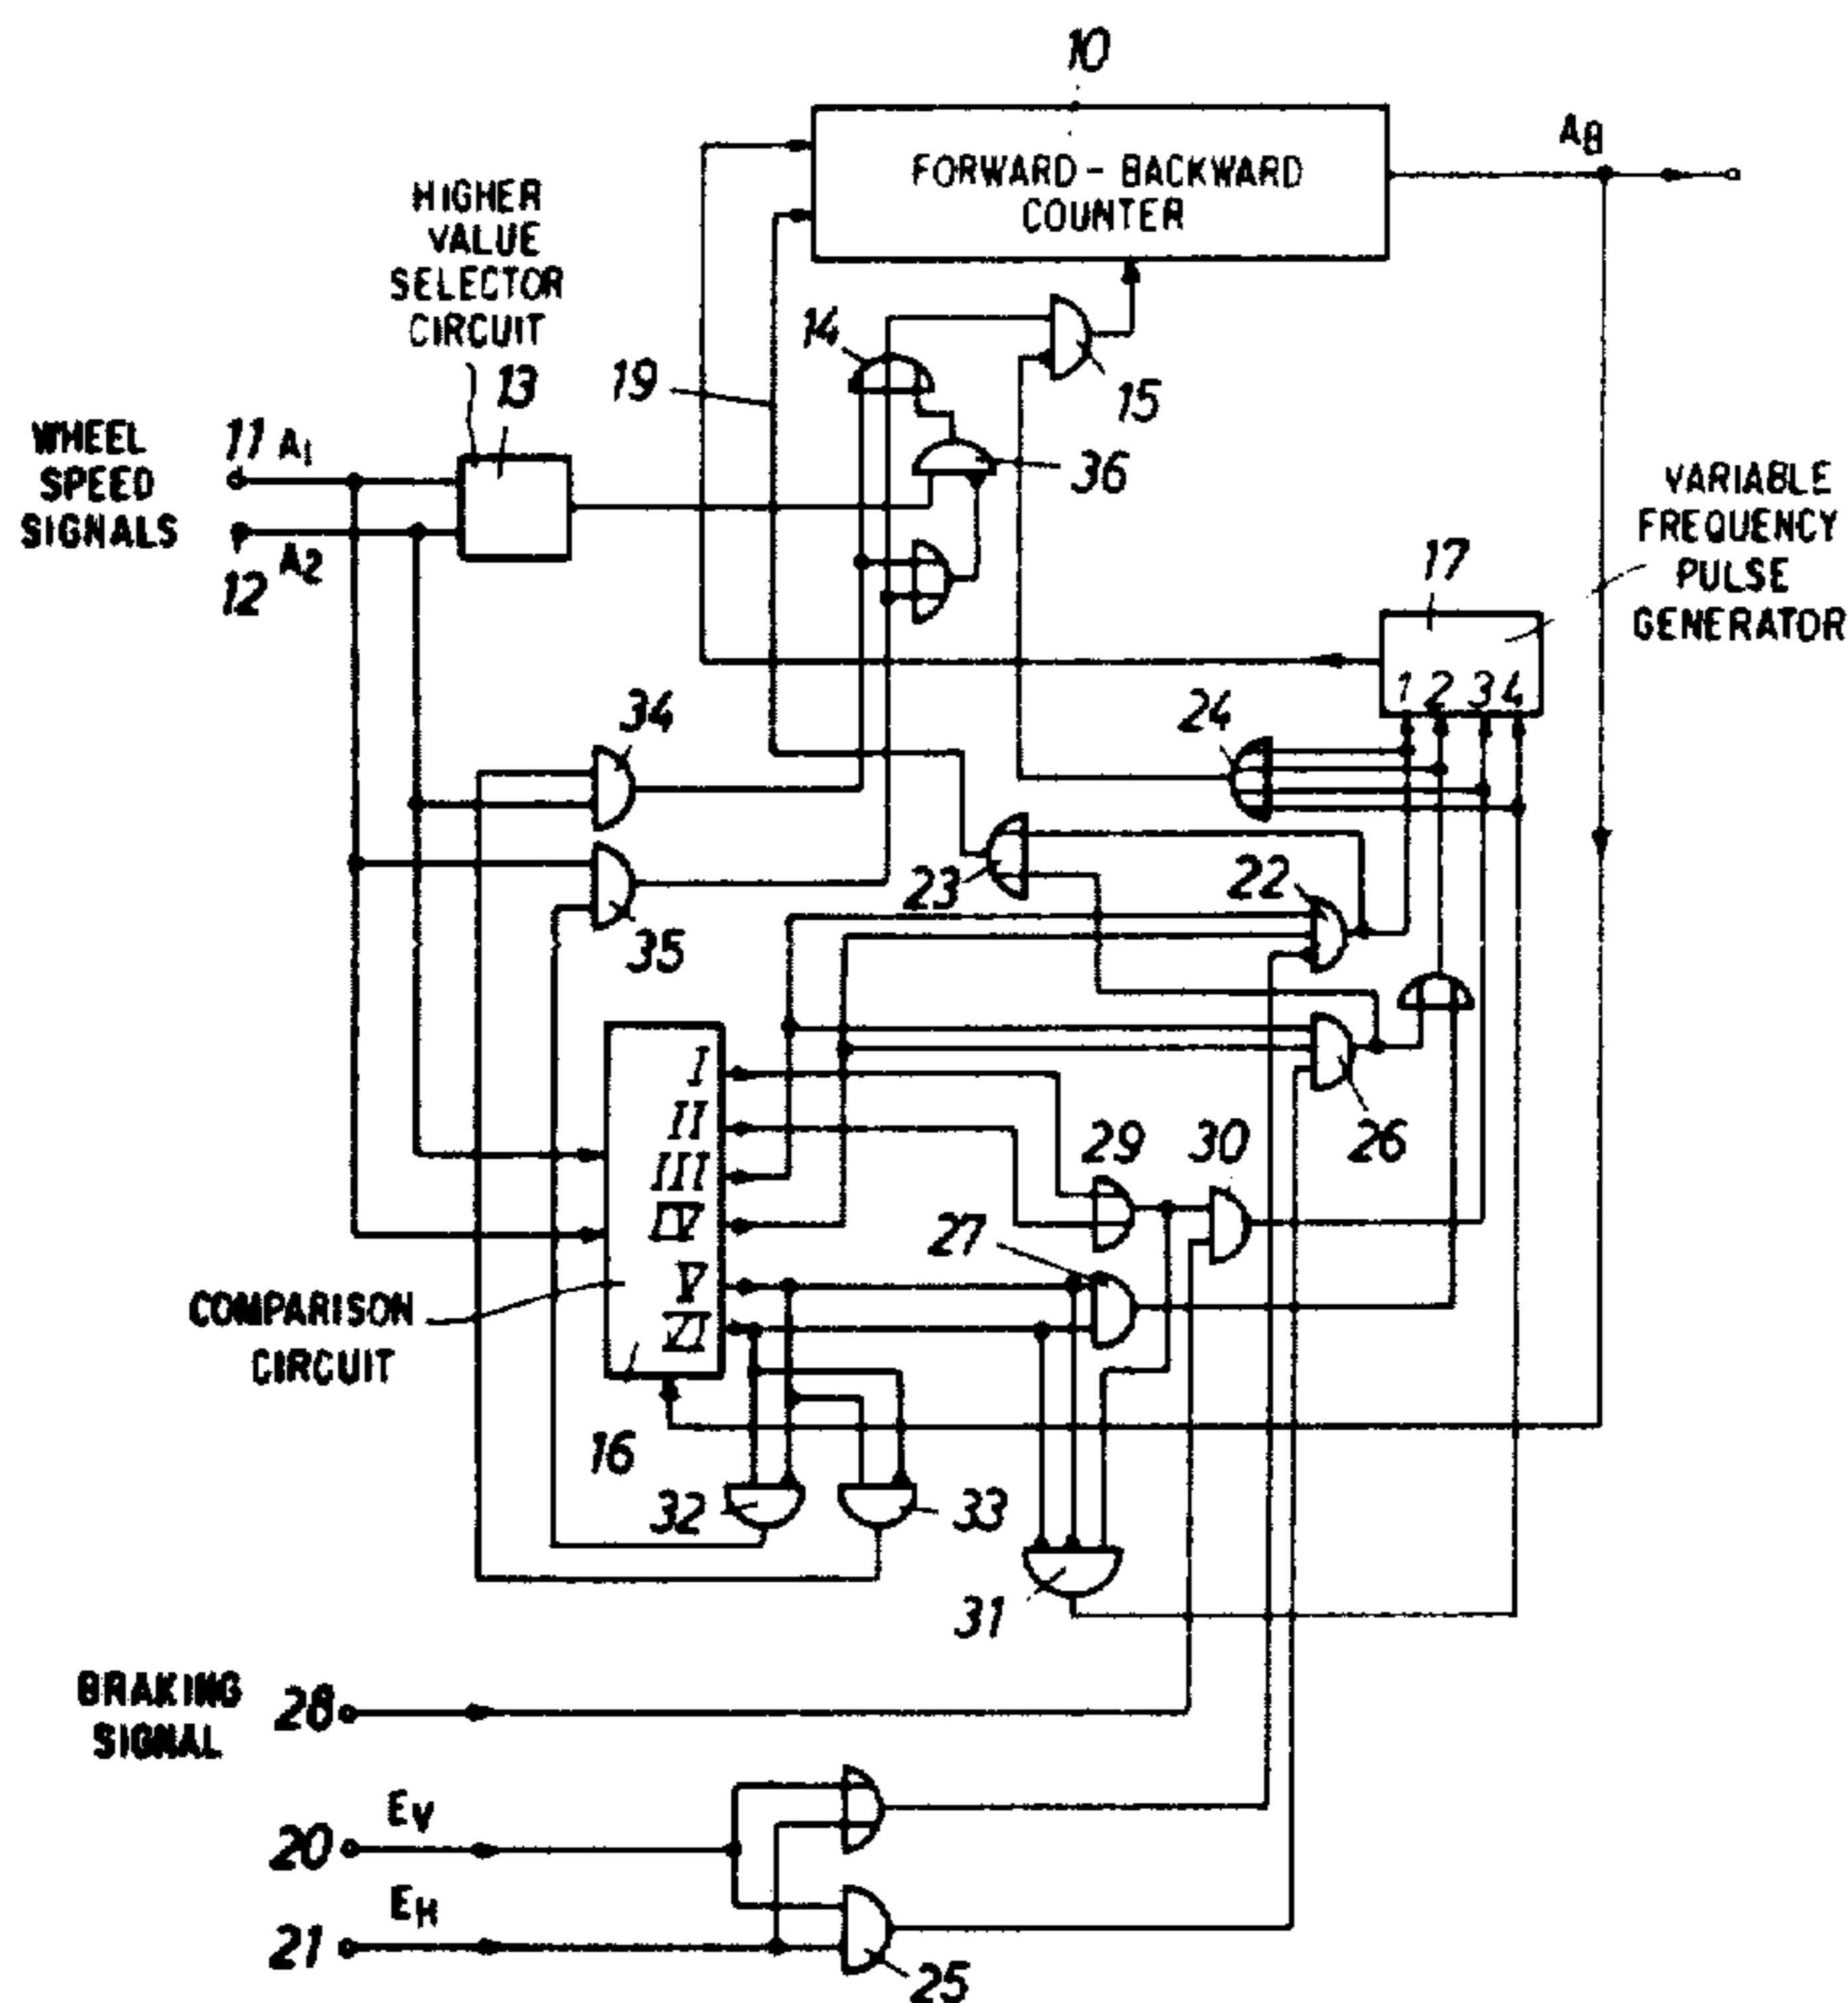 10
A₈
FORWARD - BACKWARD
COUNTER
HIGHER
VALUE
SELECTOR
CIRCUIT
13
14
15
19
WHEEL
SPEED
SIGNALS
11 A₁
12 A₂
36
VARIABLE
FREQUENCY
PULSE
GENERATOR
17
1 2 3 4
34
24
35
23
22
I
II
III
IV
V
VI
29
30
26
27
COMPARISON
CIRCUIT
16
32
33
31
BRAKING
SIGNAL
28
20
Eᵥ
21
E_H
25